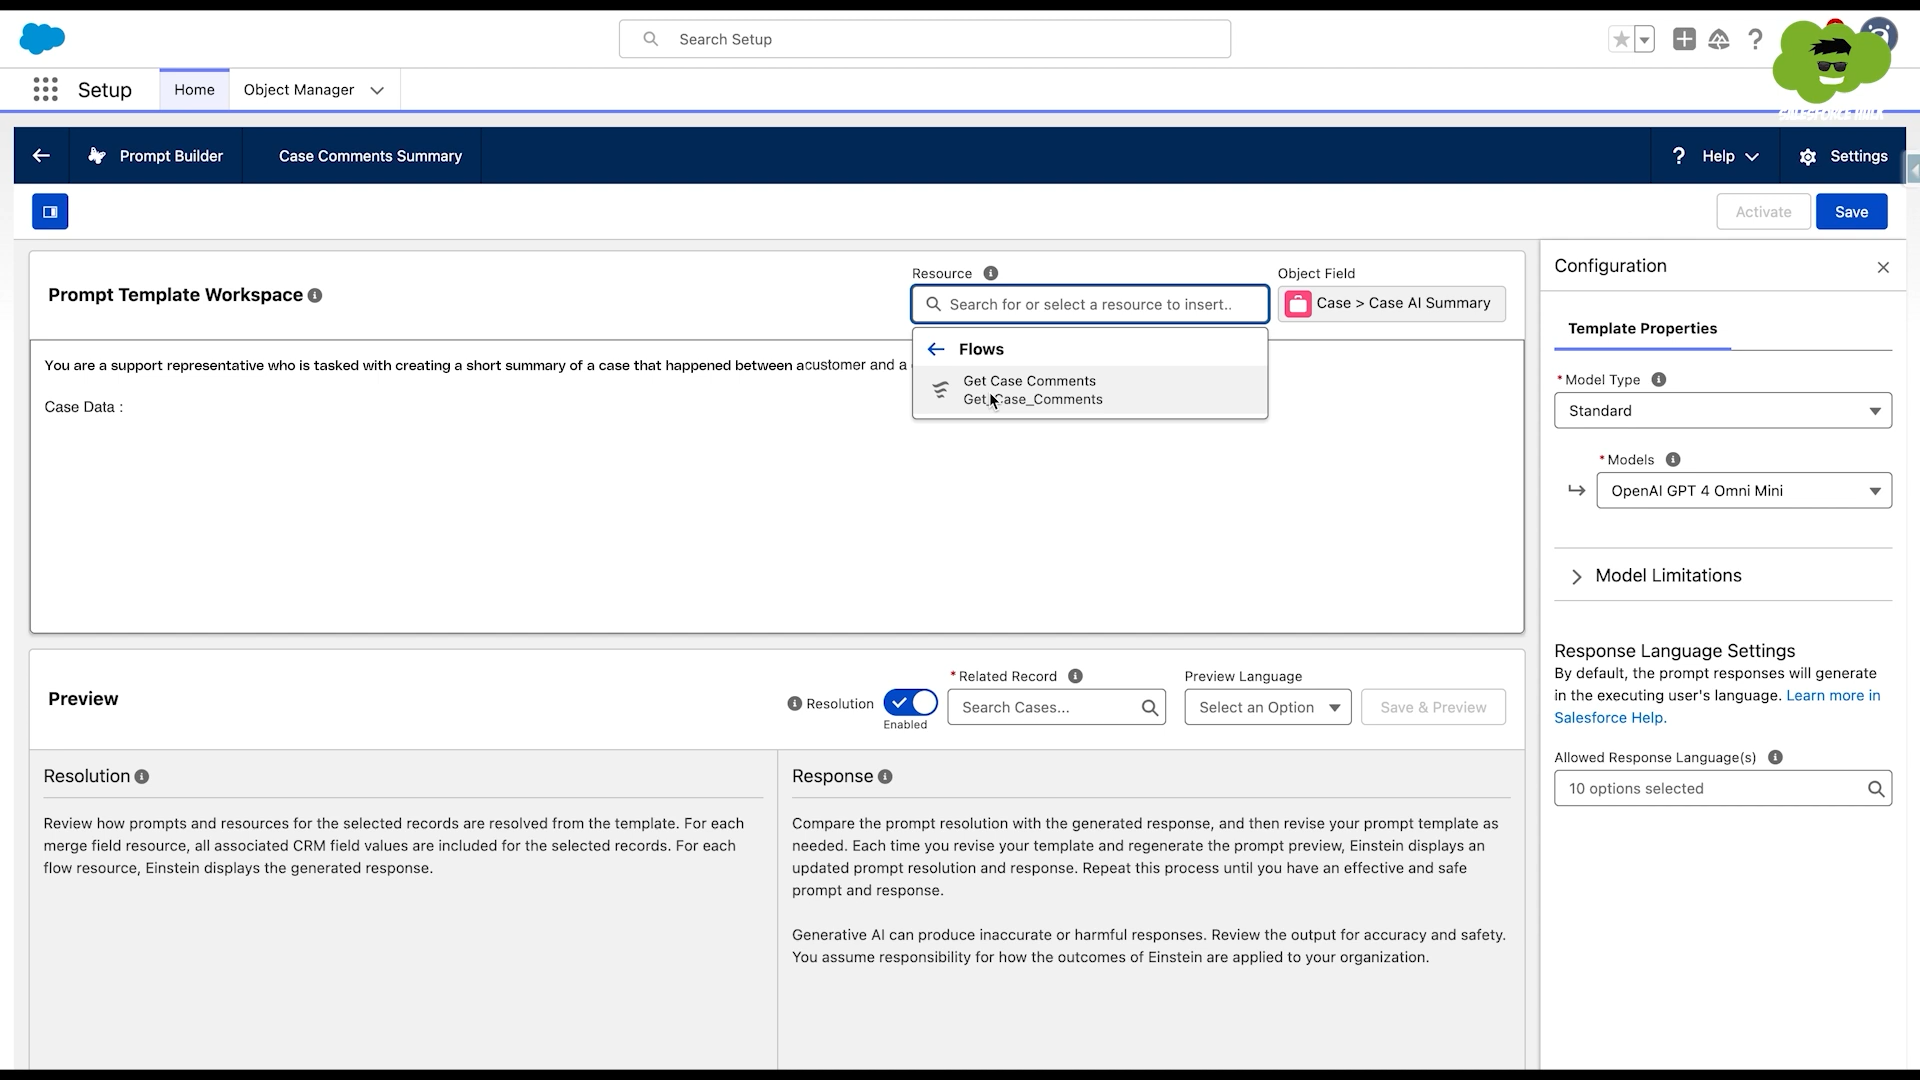 Search Setup
Setup
Home
Object Manager
SALESFORCE HULK
Prompt Builder
Case Comments Summary
Help
Settings
Activate
Save
Prompt Template Workspace
Resource
Search for or select a resource to insert..
Object Field
Case > Case AI Summary
Flows
Get Case Comments
Get_Case_Comments
You are a support representative who is tasked with creating a short summary of a case that happened between acustomer and a
Case Data :
Configuration
Template Properties
*Model Type
Standard
*Models
OpenAI GPT 4 Omni Mini
Model Limitations
Response Language Settings
By default, the prompt responses will generate
in the executing user's language. Learn more in
Salesforce Help.
Allowed Response Language(s)
10 options selected
Preview
Resolution
Enabled
*Related Record
Search Cases...
Preview Language
Select an Option
Save & Preview
Resolution
Review how prompts and resources for the selected records are resolved from the template. For each
merge field resource, all associated CRM field values are included for the selected records. For each
flow resource, Einstein displays the generated response.
Response
Compare the prompt resolution with the generated response, and then revise your prompt template as
needed. Each time you revise your template and regenerate the prompt preview, Einstein displays an
updated prompt resolution and response. Repeat this process until you have an effective and safe
prompt and response.
Generative AI can produce inaccurate or harmful responses. Review the output for accuracy and safety.
You assume responsibility for how the outcomes of Einstein are applied to your organization.